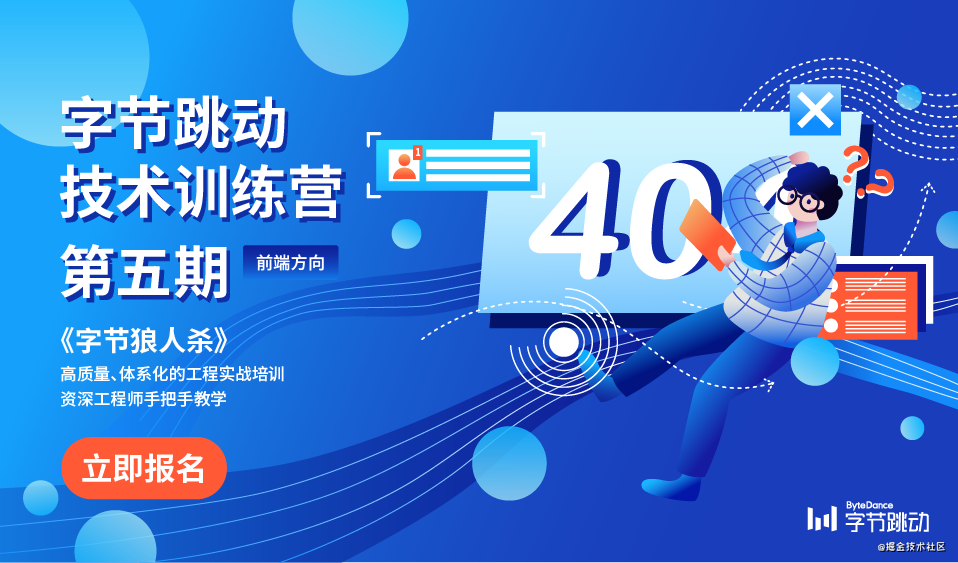 字节跳动
技术训练营
第五期
前端方向
《字节狼人杀》
高质量、体系化的工程实战培训
资深工程师手把手教学
立即报名
1
40
ByteDance
字节跳动
@掘金技术社区